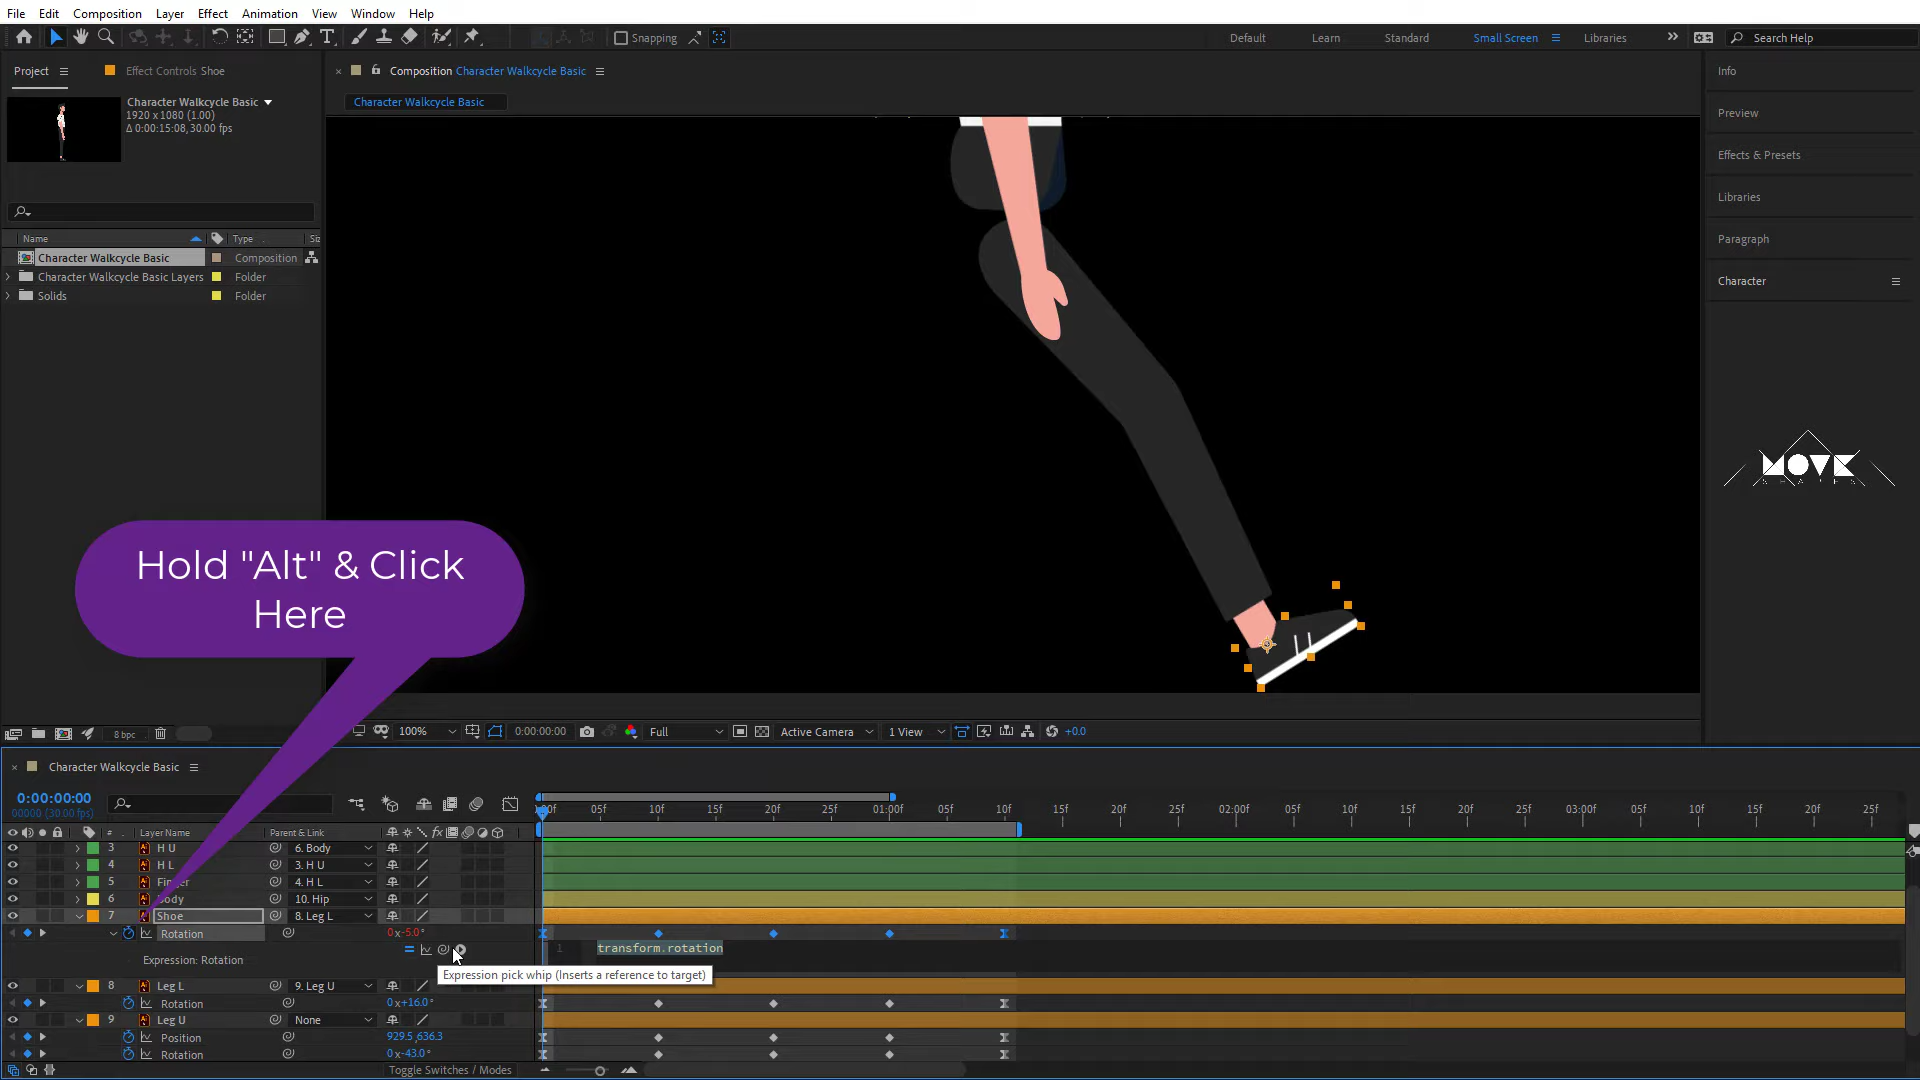 File Edit Composition Layer Effect Animation View Window Help
Snapping Default Learn Standard Small Screen Libraries Search Help
Project Effect Controls Shoe Composition Character Walkcycle Basic Info
Character Walkcycle Basic
Character Walkcycle Basic
1920 x 1080 (1.00)
Δ 0:00:15:08, 30.00 fps
Preview
Effects & Presets
Libraries
Paragraph
Character
Name Type Siz
Character Walkcycle Basic Composition
Character Walkcycle Basic Layers Folder
Solids Folder
MOVE
SHAPES
Hold "Alt" & Click
Here
8 bpc 100% 0:00:00:00 Full Active Camera 1 View +0.0
Character Walkcycle Basic
0:00:00:00
00000 (30.00 fps)
:00f 05f 10f 15f 20f 25f 01:00f 05f 10f 15f 20f 25f 02:00f 05f 10f 15f 20f 25f 03:00f 05f 10f 15f 20f
# Layer Name Parent & Link
3 H U 6. Body
4 H L 3. H U
5 Finger 4. H L
6 Body 10. Hip
7 Shoe 8. Leg L
Rotation 0x-5.0°
1 transform.rotation
Expression: Rotation
Expression pick whip (Inserts a reference to target)
8 Leg L 9. Leg U
Rotation 0x+16.0°
9 Leg U None
Position 929.5,636.3
Rotation 0x-43.0°
Toggle Switches / Modes